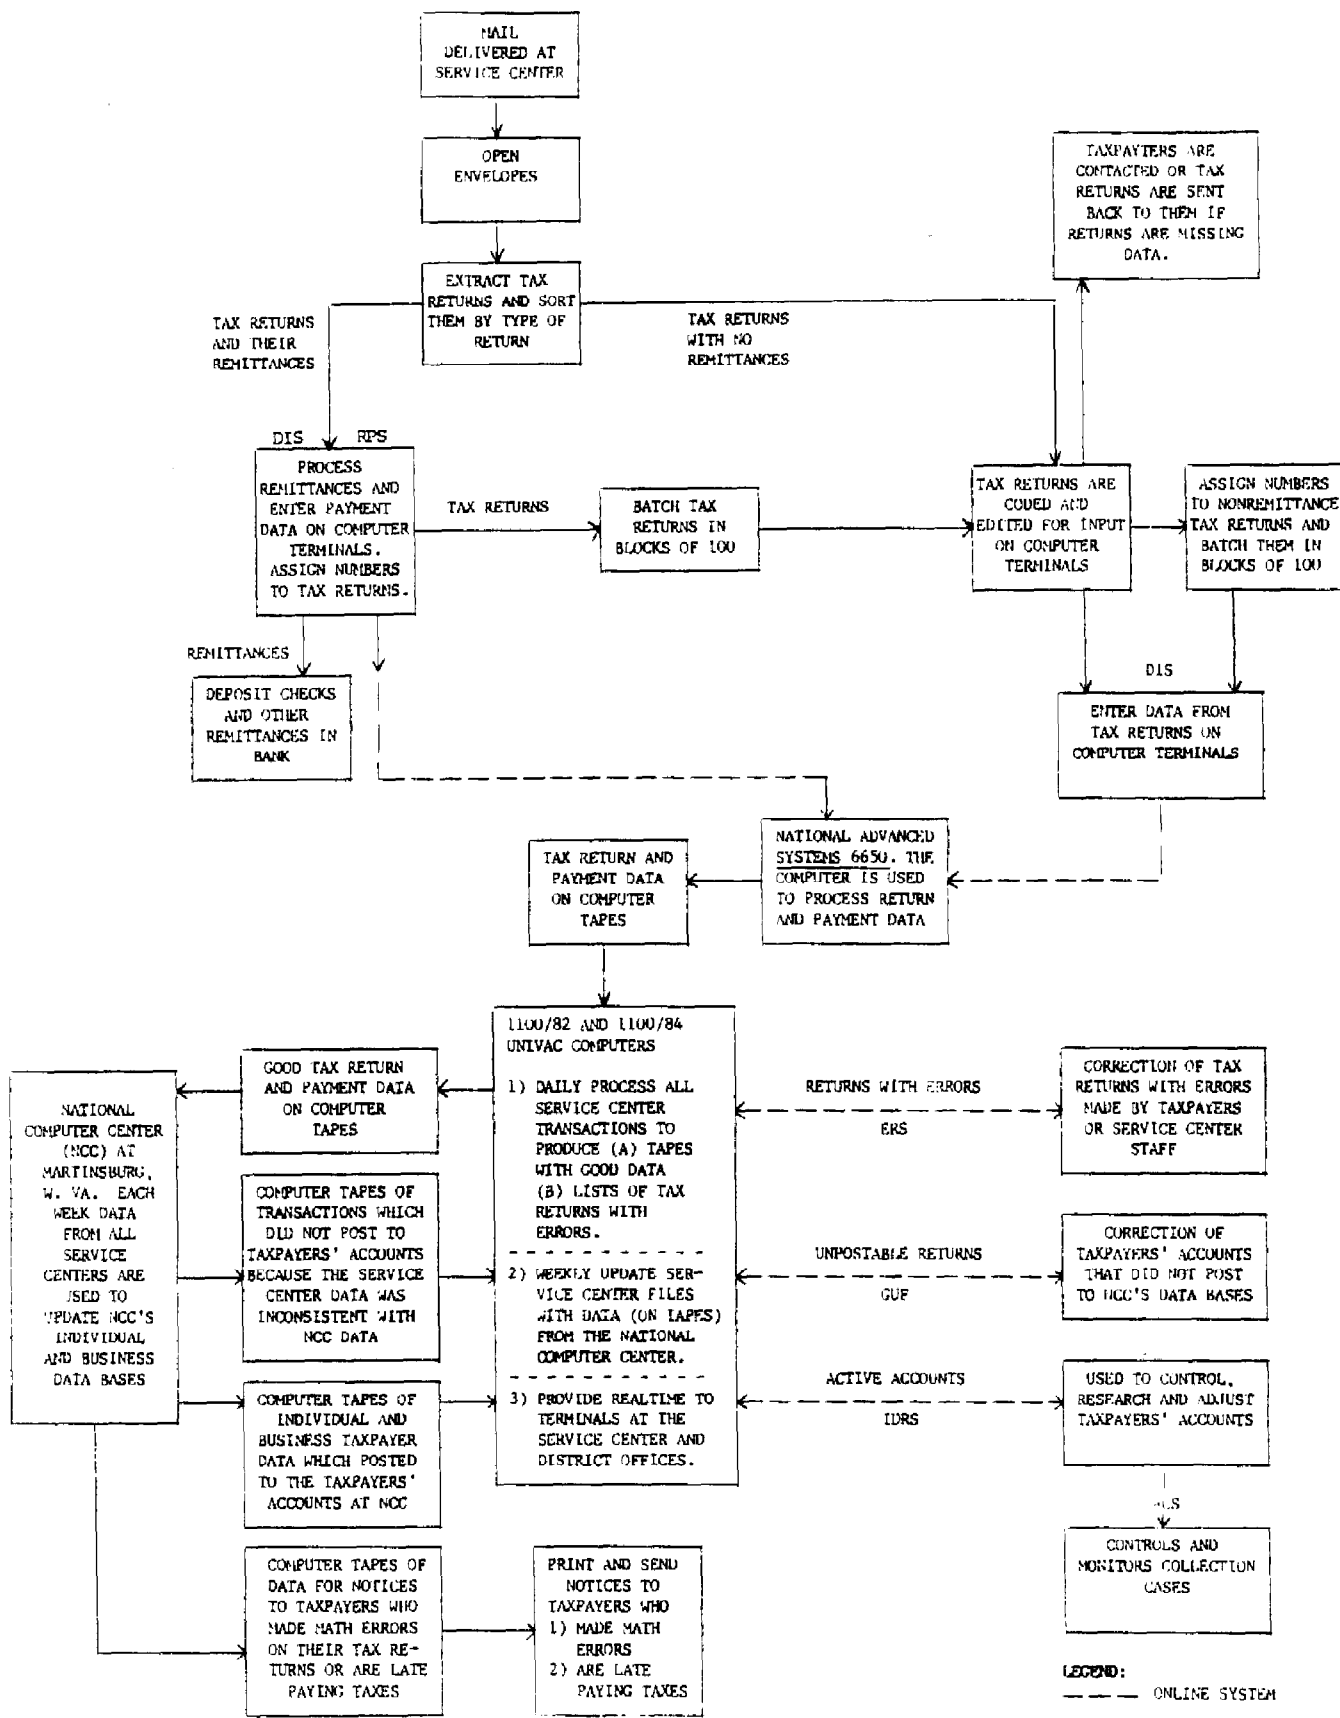 MAIL
DELIVERED AT
SERVICE CENTER
OPEN
ENVELOPES
TAXPAYTERS ARE
CONTACTED OR TAX
RETURNS ARE SENT
BACK TO THEM IF
RETURNS ARE MISSING
DATA.
EXTRACT TAX
RETURNS AND SORT
THEM BY TYPE OF
RETURN
TAX RETURNS
AND THEIR
REMITTANCES
TAX RETURNS
WITH NO
REMITTANCES
DIS RPS
PROCESS
REMITTANCES AND
ENTER PAYMENT
DATA ON COMPUTER
TERMINALS.
ASSIGN NUMBERS
TO TAX RETURNS.
TAX RETURNS
BATCH TAX
RETURNS IN
BLOCKS OF 100
TAX RETURNS ARE
CODED AND
EDITED FOR INPUT
ON COMPUTER
TERMINALS
ASSIGN NUMBERS
TO NONREMITTANCE
TAX RETURNS AND
BATCH THEM IN
BLOCKS OF 100
REMITTANCES
DEPOSIT CHECKS
AND OTHER
REMITTANCES IN
BANK
DIS
ENTER DATA FROM
TAX RETURNS ON
COMPUTER TERMINALS
NATIONAL ADVANCED
SYSTEMS 6650. THE
COMPUTER IS USED
TO PROCESS RETURN
AND PAYMENT DATA
TAX RETURN AND
PAYMENT DATA
ON COMPUTER
TAPES
1100/82 AND 1100/84
UNIVAC COMPUTERS
1) DAILY PROCESS ALL
SERVICE CENTER
TRANSACTIONS TO
PRODUCE (A) TAPES
WITH GOOD DATA
(B) LISTS OF TAX
RETURNS WITH
ERRORS.
2) WEEKLY UPDATE SER-
VICE CENTER FILES
WITH DATA (ON TAPES)
FROM THE NATIONAL
COMPUTER CENTER.
3) PROVIDE REALTIME TO
TERMINALS AT THE
SERVICE CENTER AND
DISTRICT OFFICES.
GOOD TAX RETURN
AND PAYMENT DATA
ON COMPUTER
TAPES
NATIONAL
COMPUTER CENTER
(NCC) AT
MARTINSBURG,
W. VA. EACH
WEEK DATA
FROM ALL
SERVICE
CENTERS ARE
USED TO
UPDATE NCC'S
INDIVIDUAL
AND BUSINESS
DATA BASES
COMPUTER TAPES OF
TRANSACTIONS WHICH
DID NOT POST TO
TAXPAYERS' ACCOUNTS
BECAUSE THE SERVICE
CENTER DATA WAS
INCONSISTENT WITH
NCC DATA
COMPUTER TAPES OF
INDIVIDUAL AND
BUSINESS TAXPAYER
DATA WHICH POSTED
TO THE TAXPAYERS'
ACCOUNTS AT NCC
RETURNS WITH ERRORS
ERS
CORRECTION OF TAX
RETURNS WITH ERRORS
MADE BY TAXPAYERS
OR SERVICE CENTER
STAFF
UNPOSTABLE RETURNS
GUF
CORRECTION OF
TAXPAYERS' ACCOUNTS
THAT DID NOT POST
TO NCC'S DATA BASES
ACTIVE ACCOUNTS
IDRS
USED TO CONTROL,
RESEARCH AND ADJUST
TAXPAYERS' ACCOUNTS
CONTROLS AND
MONITORS COLLECTION
CASES
COMPUTER TAPES OF
DATA FOR NOTICES
TO TAXPAYERS WHO
MADE MATH ERRORS
ON THEIR TAX RE-
TURNS OR ARE LATE
PAYING TAXES
PRINT AND SEND
NOTICES TO
TAXPAYERS WHO
1) MADE MATH
ERRORS
2) ARE LATE
PAYING TAXES
LEGEND:
ONLINE SYSTEM